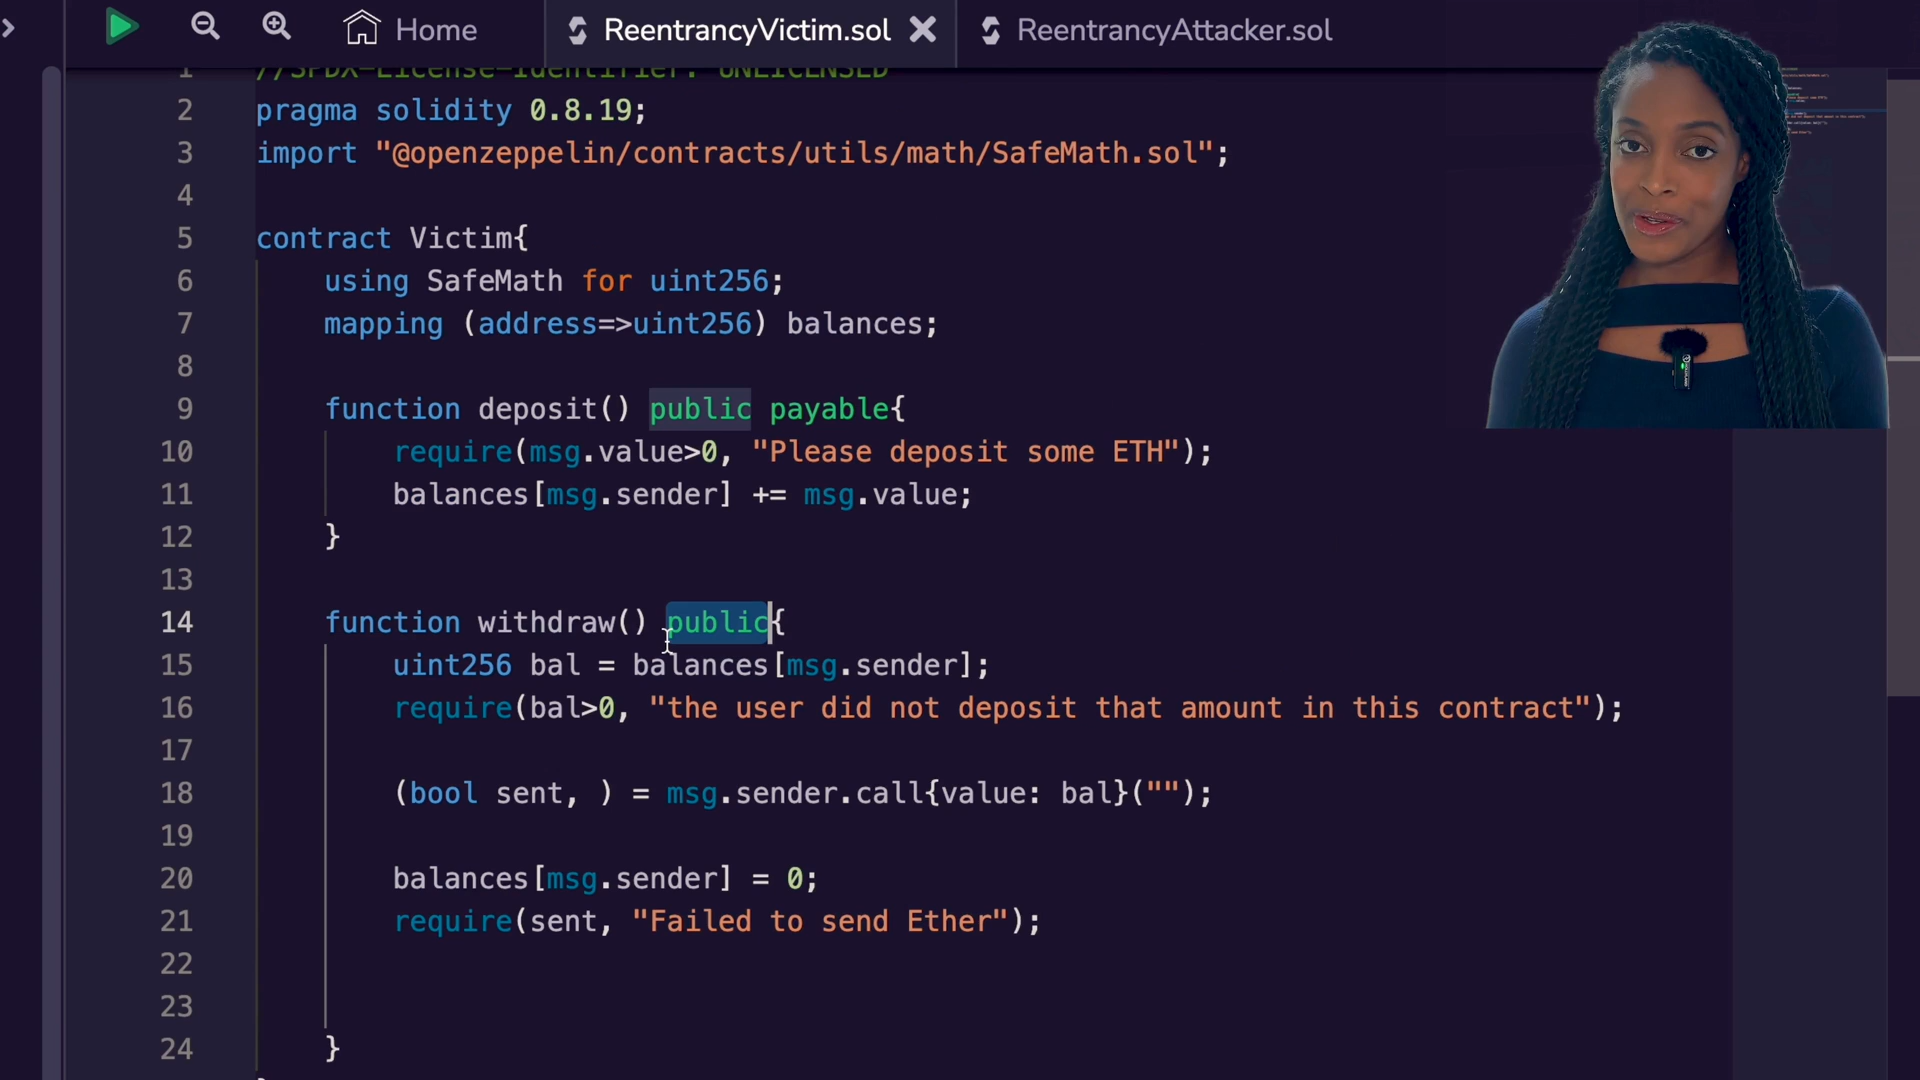 Home
ReentrancyVictim.sol
ReentrancyAttacker.sol
1 //SPDX-License-Identifier: UNLICENSED
2 pragma solidity 0.8.19;
3 import "@openzeppelin/contracts/utils/math/SafeMath.sol";
4
5 contract Victim{
6 using SafeMath for uint256;
7 mapping (address=>uint256) balances;
8
9 function deposit() public payable{
10 require(msg.value>0, "Please deposit some ETH");
11 balances[msg.sender] += msg.value;
12 }
13
14 function withdraw() public{
15 uint256 bal = balances[msg.sender];
16 require(bal>0, "the user did not deposit that amount in this contract");
17
18 (bool sent, ) = msg.sender.call{value: bal}("");
19
20 balances[msg.sender] = 0;
21 require(sent, "Failed to send Ether");
22
23
24 }